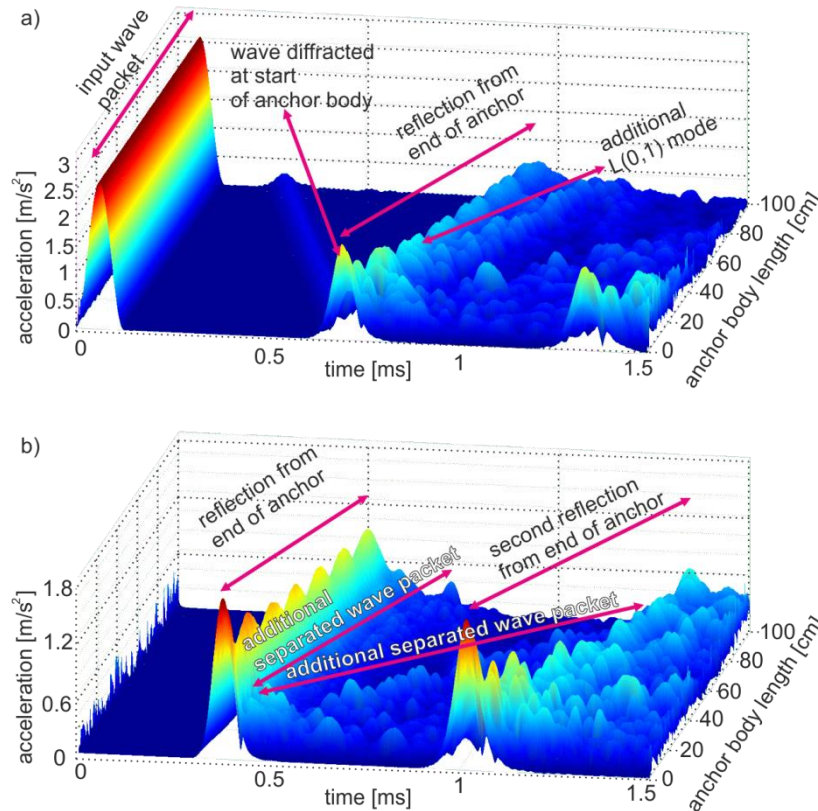 a)
input wave
packet
wave diffracted
at start
of anchor body
reflection from
end of anchor
additional
L(0,1) mode
acceleration [m/s²]
3
2.5
2
1.5
1
0.5
0
0
0.5
1
1.5
time [ms]
100
80
60
40
20
0
anchor body length [cm]
b)
reflection from
end of anchor
second reflection
from end of anchor
additional
separated wave packet
additional separated wave packet
acceleration [m/s²]
1.8
1.2
0.6
0
0
0.5
1
1.5
time [ms]
100
80
60
40
20
0
anchor body length [cm]